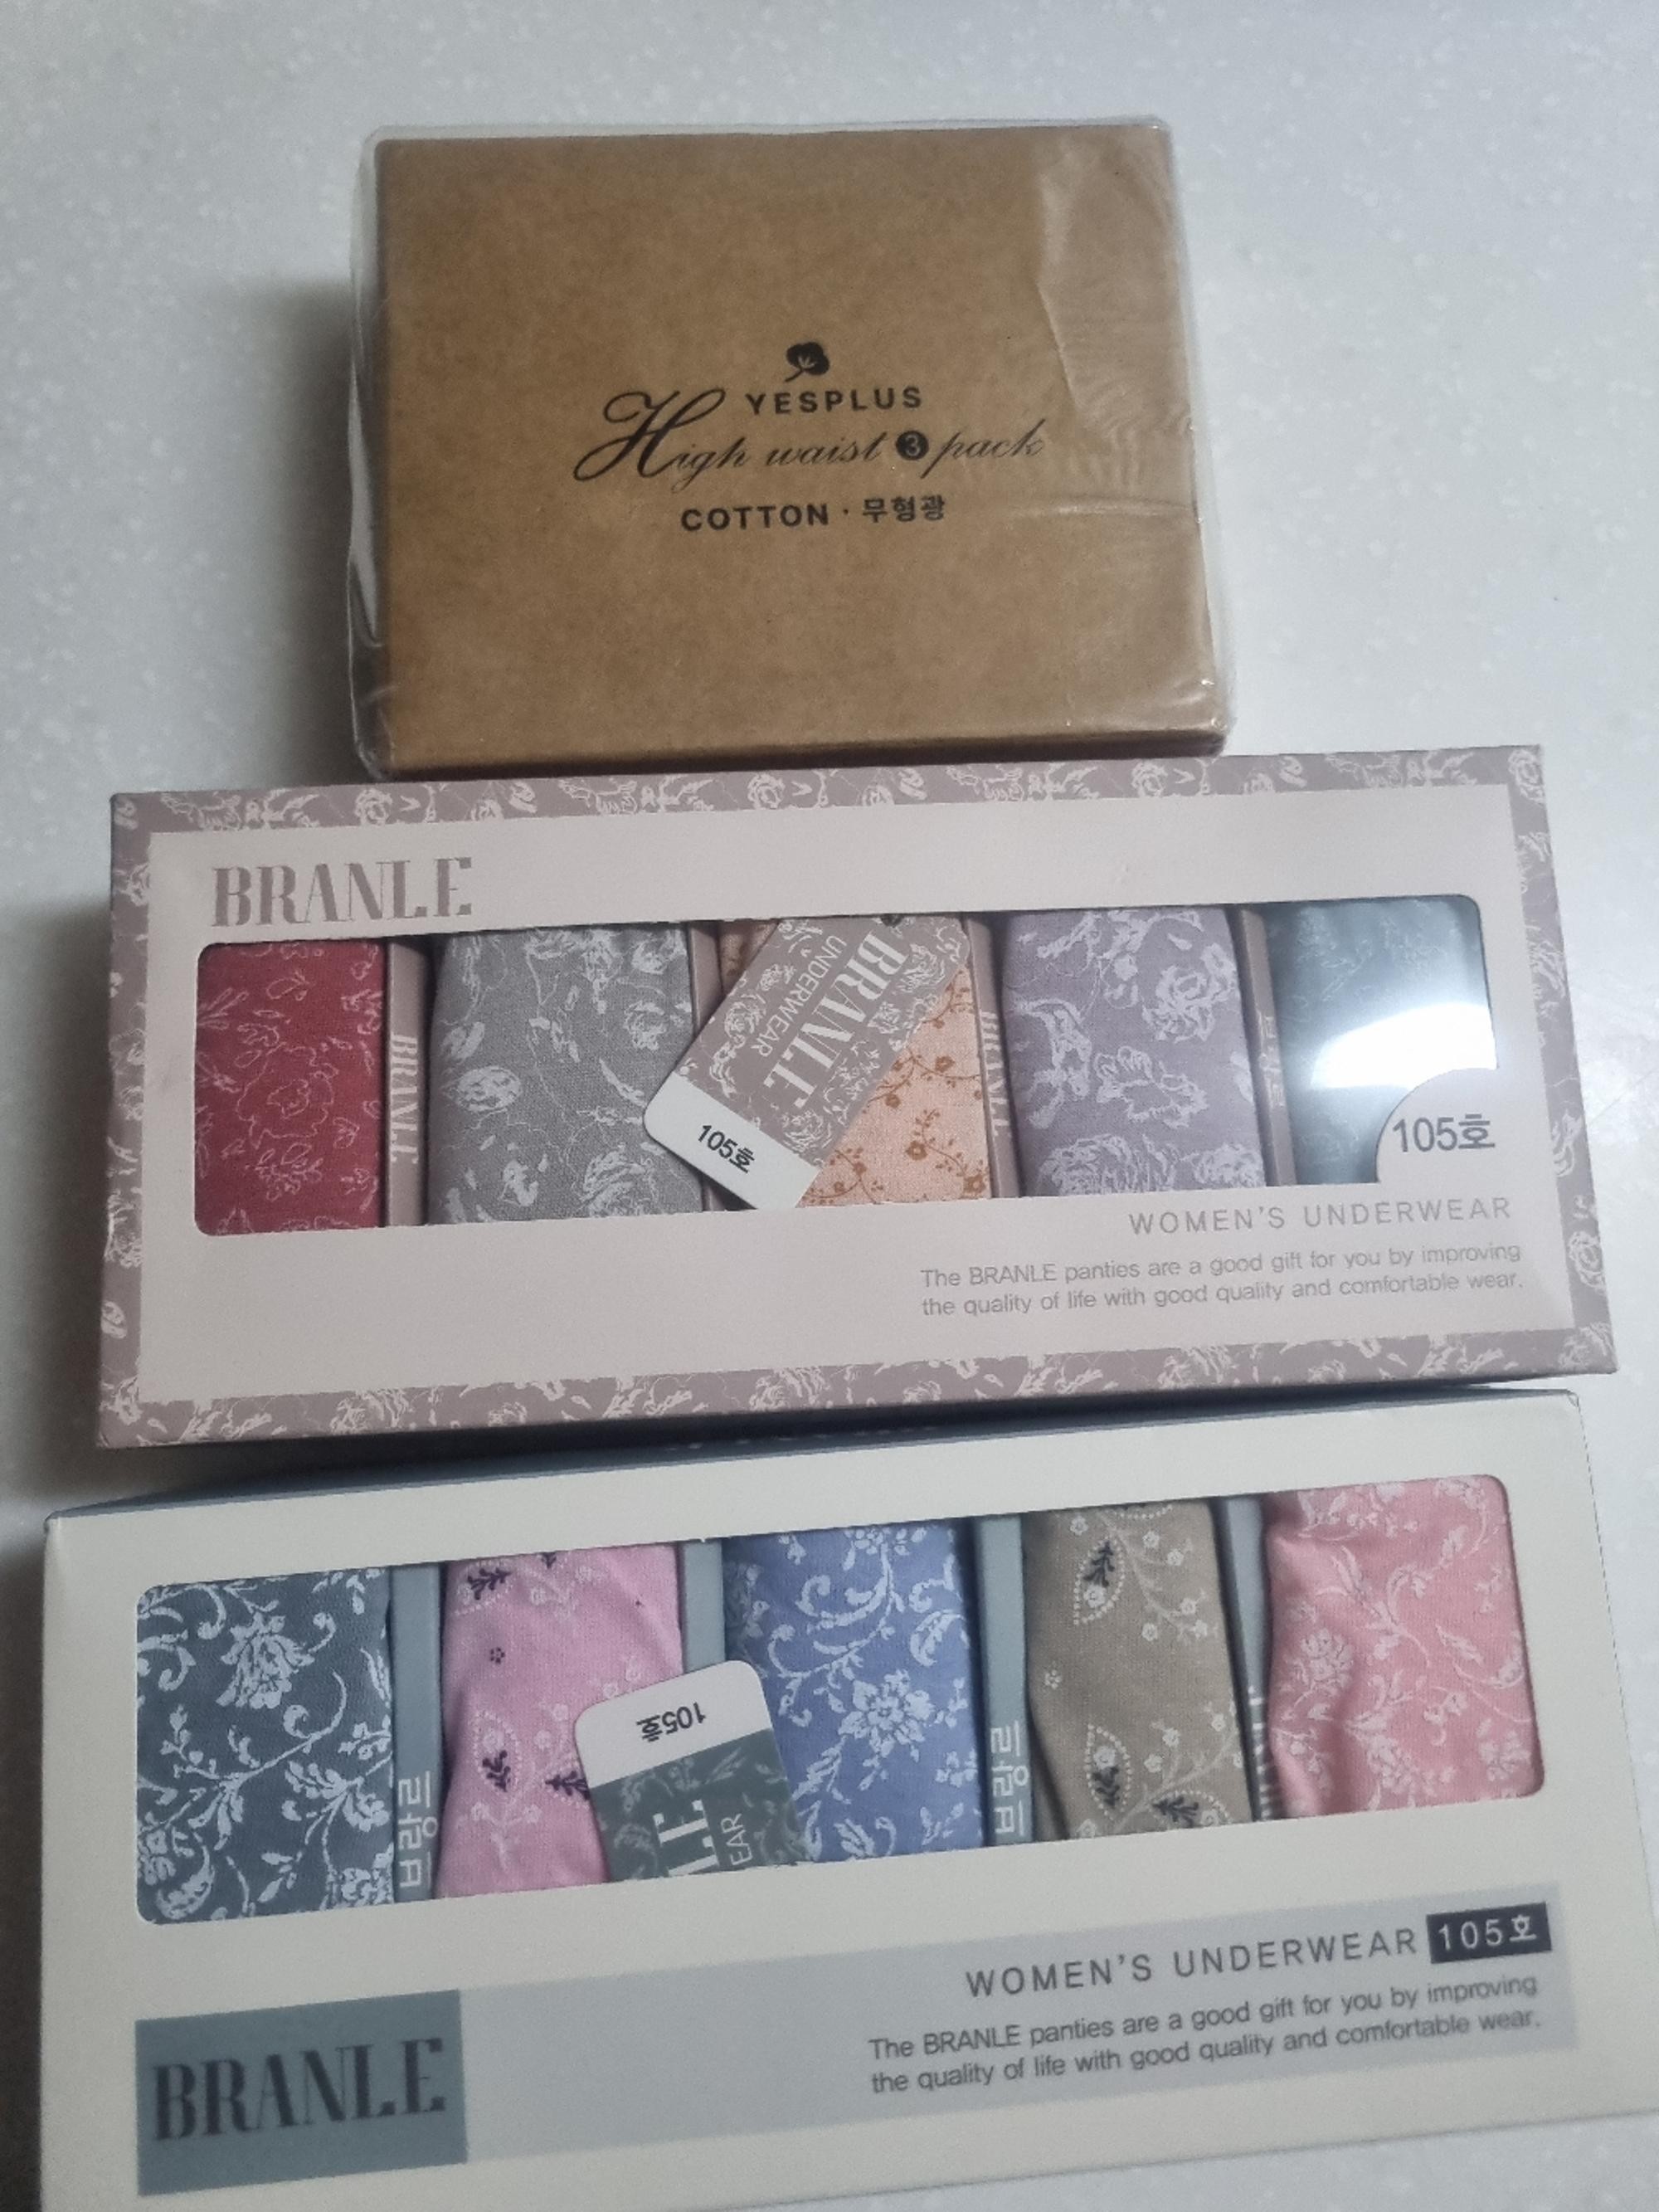 YESPLUS
High waist 3 pack
COTTON · 무형광
BRANLE
BRANLE
BRANLE
UNDERWEAR
105호
BRANLE
105호
WOMEN'S UNDERWEAR
The BRANLE panties are a good gift for you by improving
the quality of life with good quality and comfortable wear.
브랑르
105호
브랑르
WOMEN'S UNDERWEAR 105호
The BRANLE panties are a good gift for you by improving
the quality of life with good quality and comfortable wear.
BRANLE